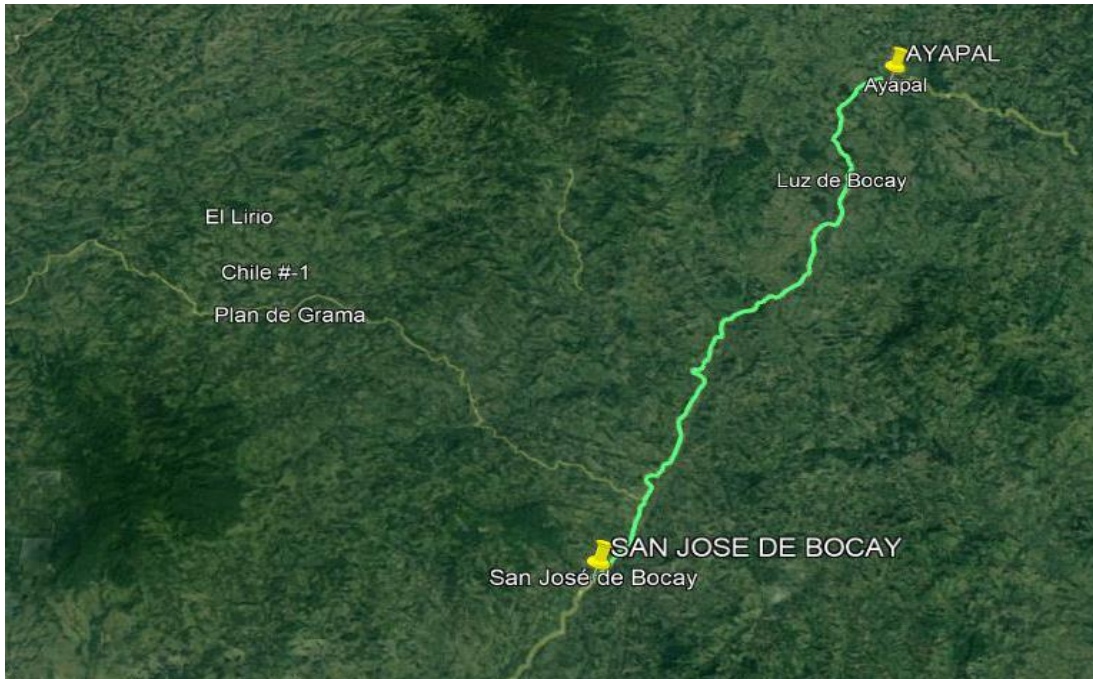 AYAPAL
Ayapal
Luz de Bocay
El Lirio
Chile #-1
Plan de Grama
SAN JOSE DE BOCAY
San José de Bocay